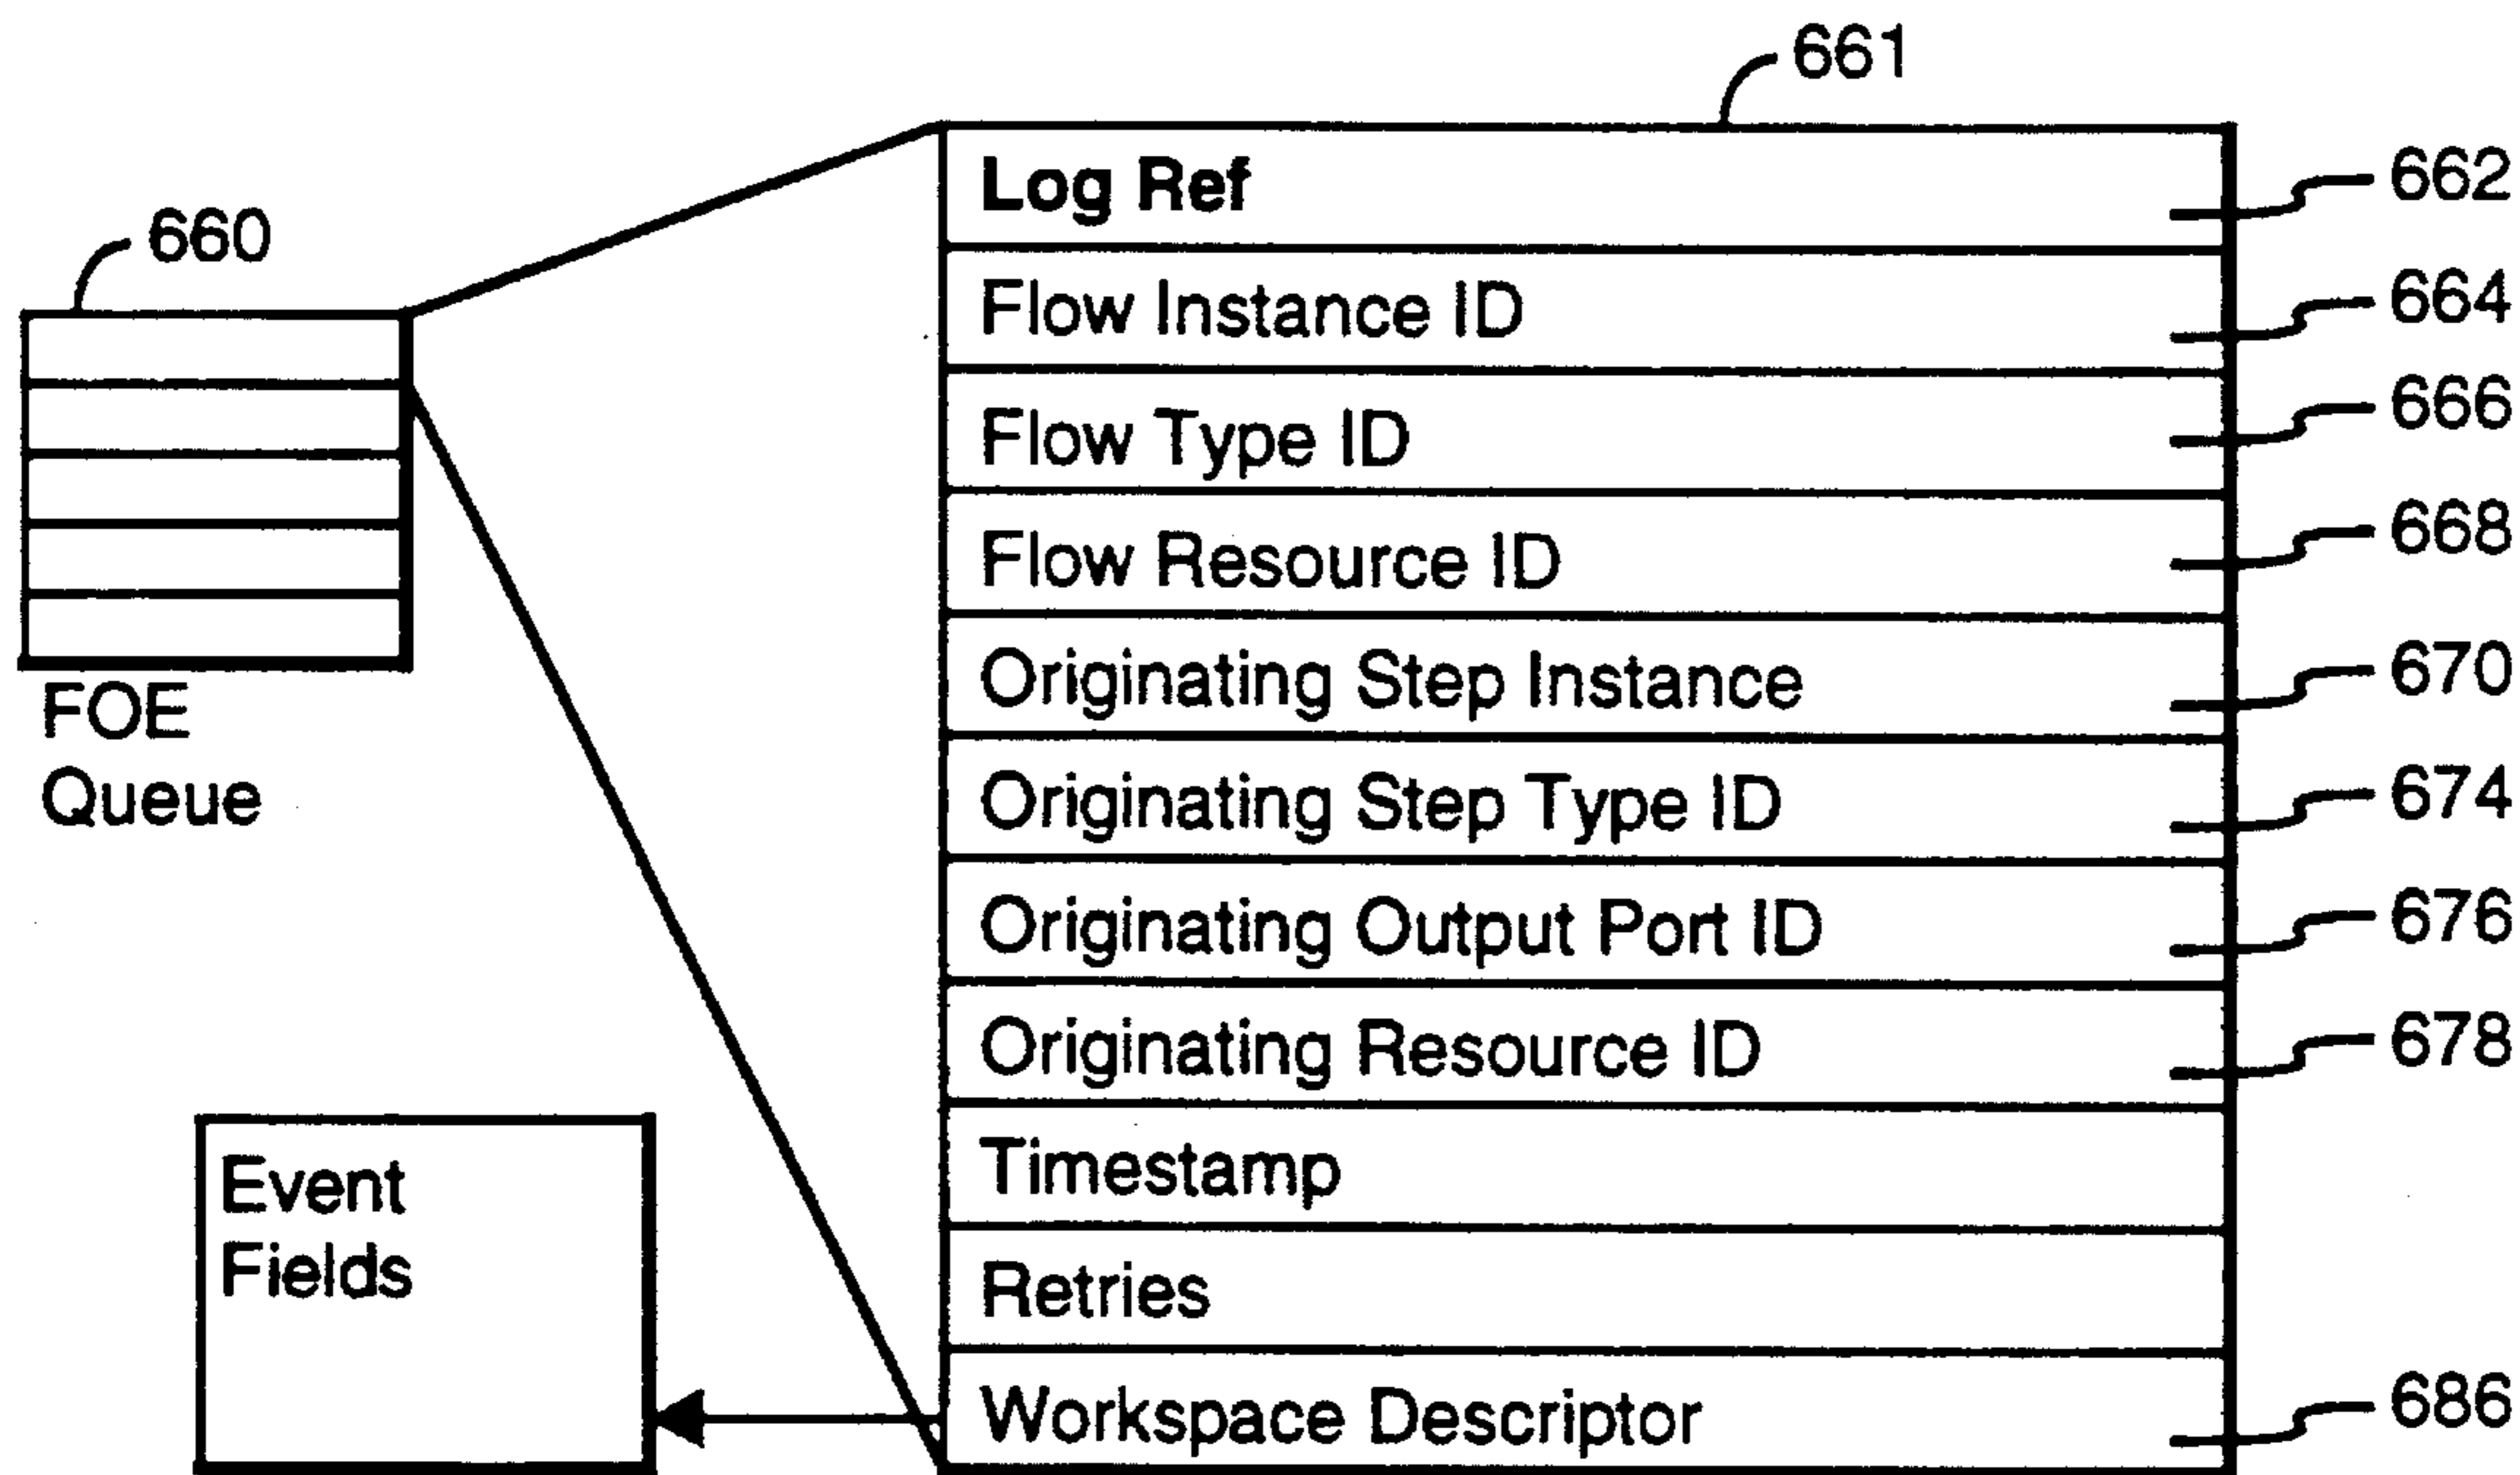 661
660
FOE
Queue
Log Ref
662
Flow Instance ID
664
Flow Type ID
666
Flow Resource ID
668
Originating Step Instance
670
Originating Step Type ID
674
Originating Output Port ID
676
Originating Resource ID
678
Timestamp
Retries
Workspace Descriptor
686
Event
Fields